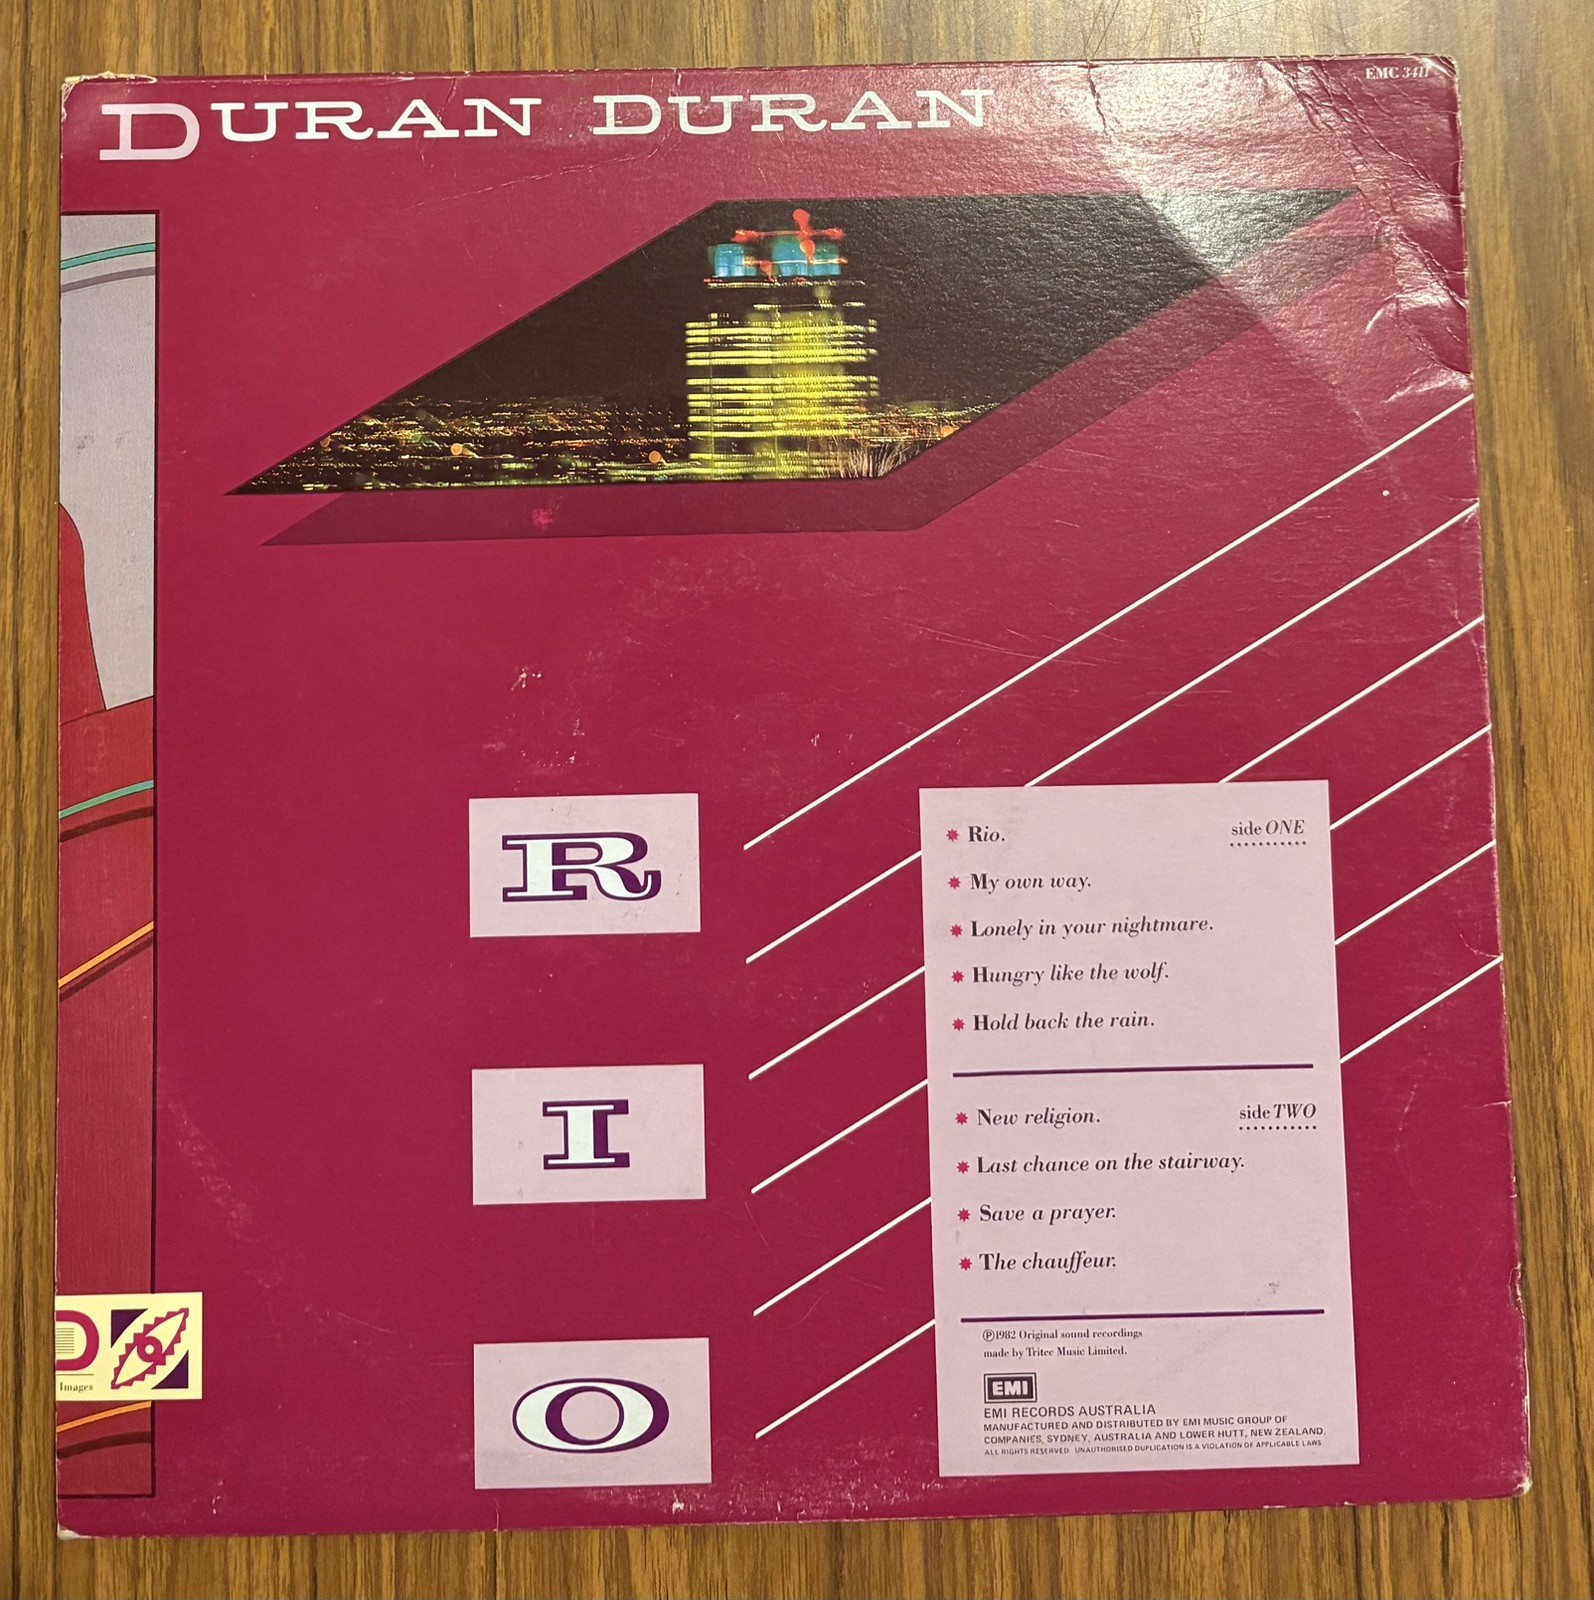 EMC 3411
DURAN DURAN
R
I
O
Rio.
side ONE
My own way.
Lonely in your nightmare.
Hungry like the wolf.
Hold back the rain.
New religion.
side TWO
Last chance on the stairway.
Save a prayer.
The chauffeur.
℗1982 Original sound recordings
made by Tritec Music Limited.
EMI
EMI RECORDS AUSTRALIA
MANUFACTURED AND DISTRIBUTED BY EMI MUSIC GROUP OF
COMPANIES, SYDNEY, AUSTRALIA AND LOWER HUTT, NEW ZEALAND.
ALL RIGHTS RESERVED UNAUTHORISED DUPLICATION IS A VIOLATION OF APPLICABLE LAWS
D
Images